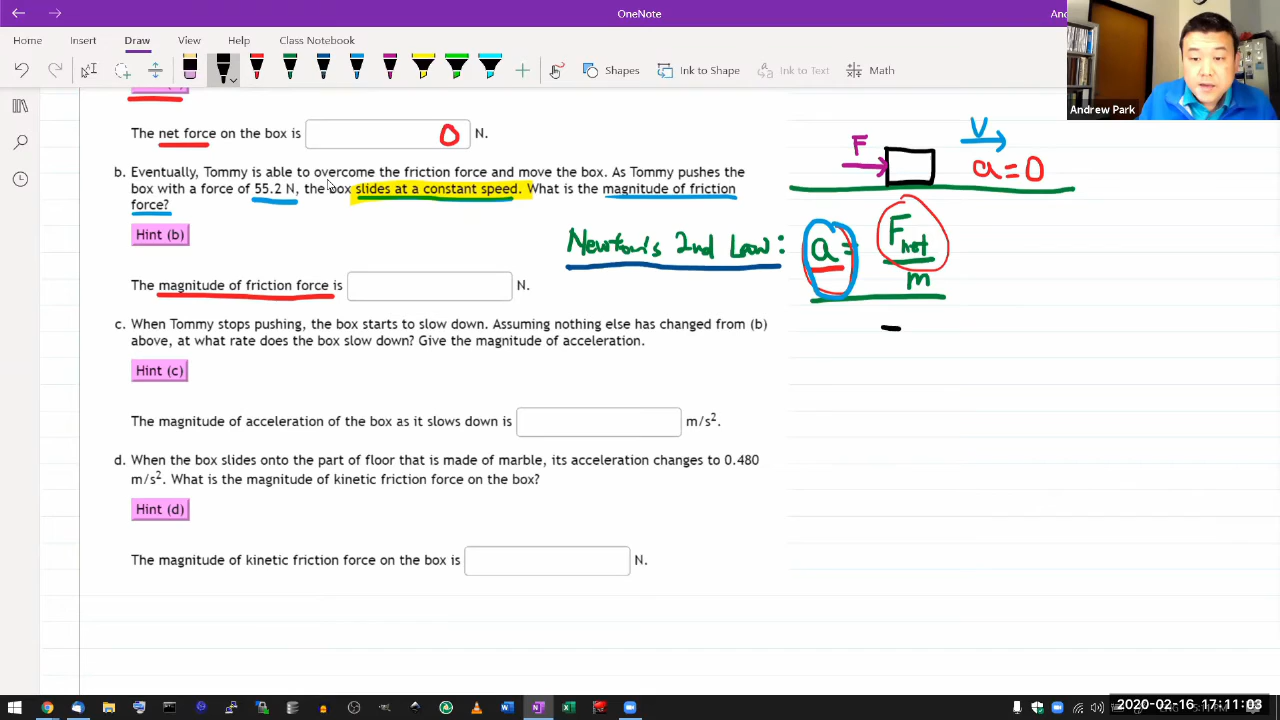 OneNote
Home Insert Draw View Help Class Notebook
Shapes Ink to Shape Ink to Text Math
Andrew Park
The net force on the box is 0 N.
F V
a=0
b. Eventually, Tommy is able to overcome the friction force and move the box. As Tommy pushes the
box with a force of 55.2 N, the box slides at a constant speed. What is the magnitude of friction
force?
Hint (b)
Newton's 2nd Law: a = Fnet
m
The magnitude of friction force is N.
c. When Tommy stops pushing, the box starts to slow down. Assuming nothing else has changed from (b)
above, at what rate does the box slow down? Give the magnitude of acceleration.
Hint (c)
The magnitude of acceleration of the box as it slows down is m/s².
d. When the box slides onto the part of floor that is made of marble, its acceleration changes to 0.480
m/s². What is the magnitude of kinetic friction force on the box?
Hint (d)
The magnitude of kinetic friction force on the box is N.
2020-02-16 17:11:03